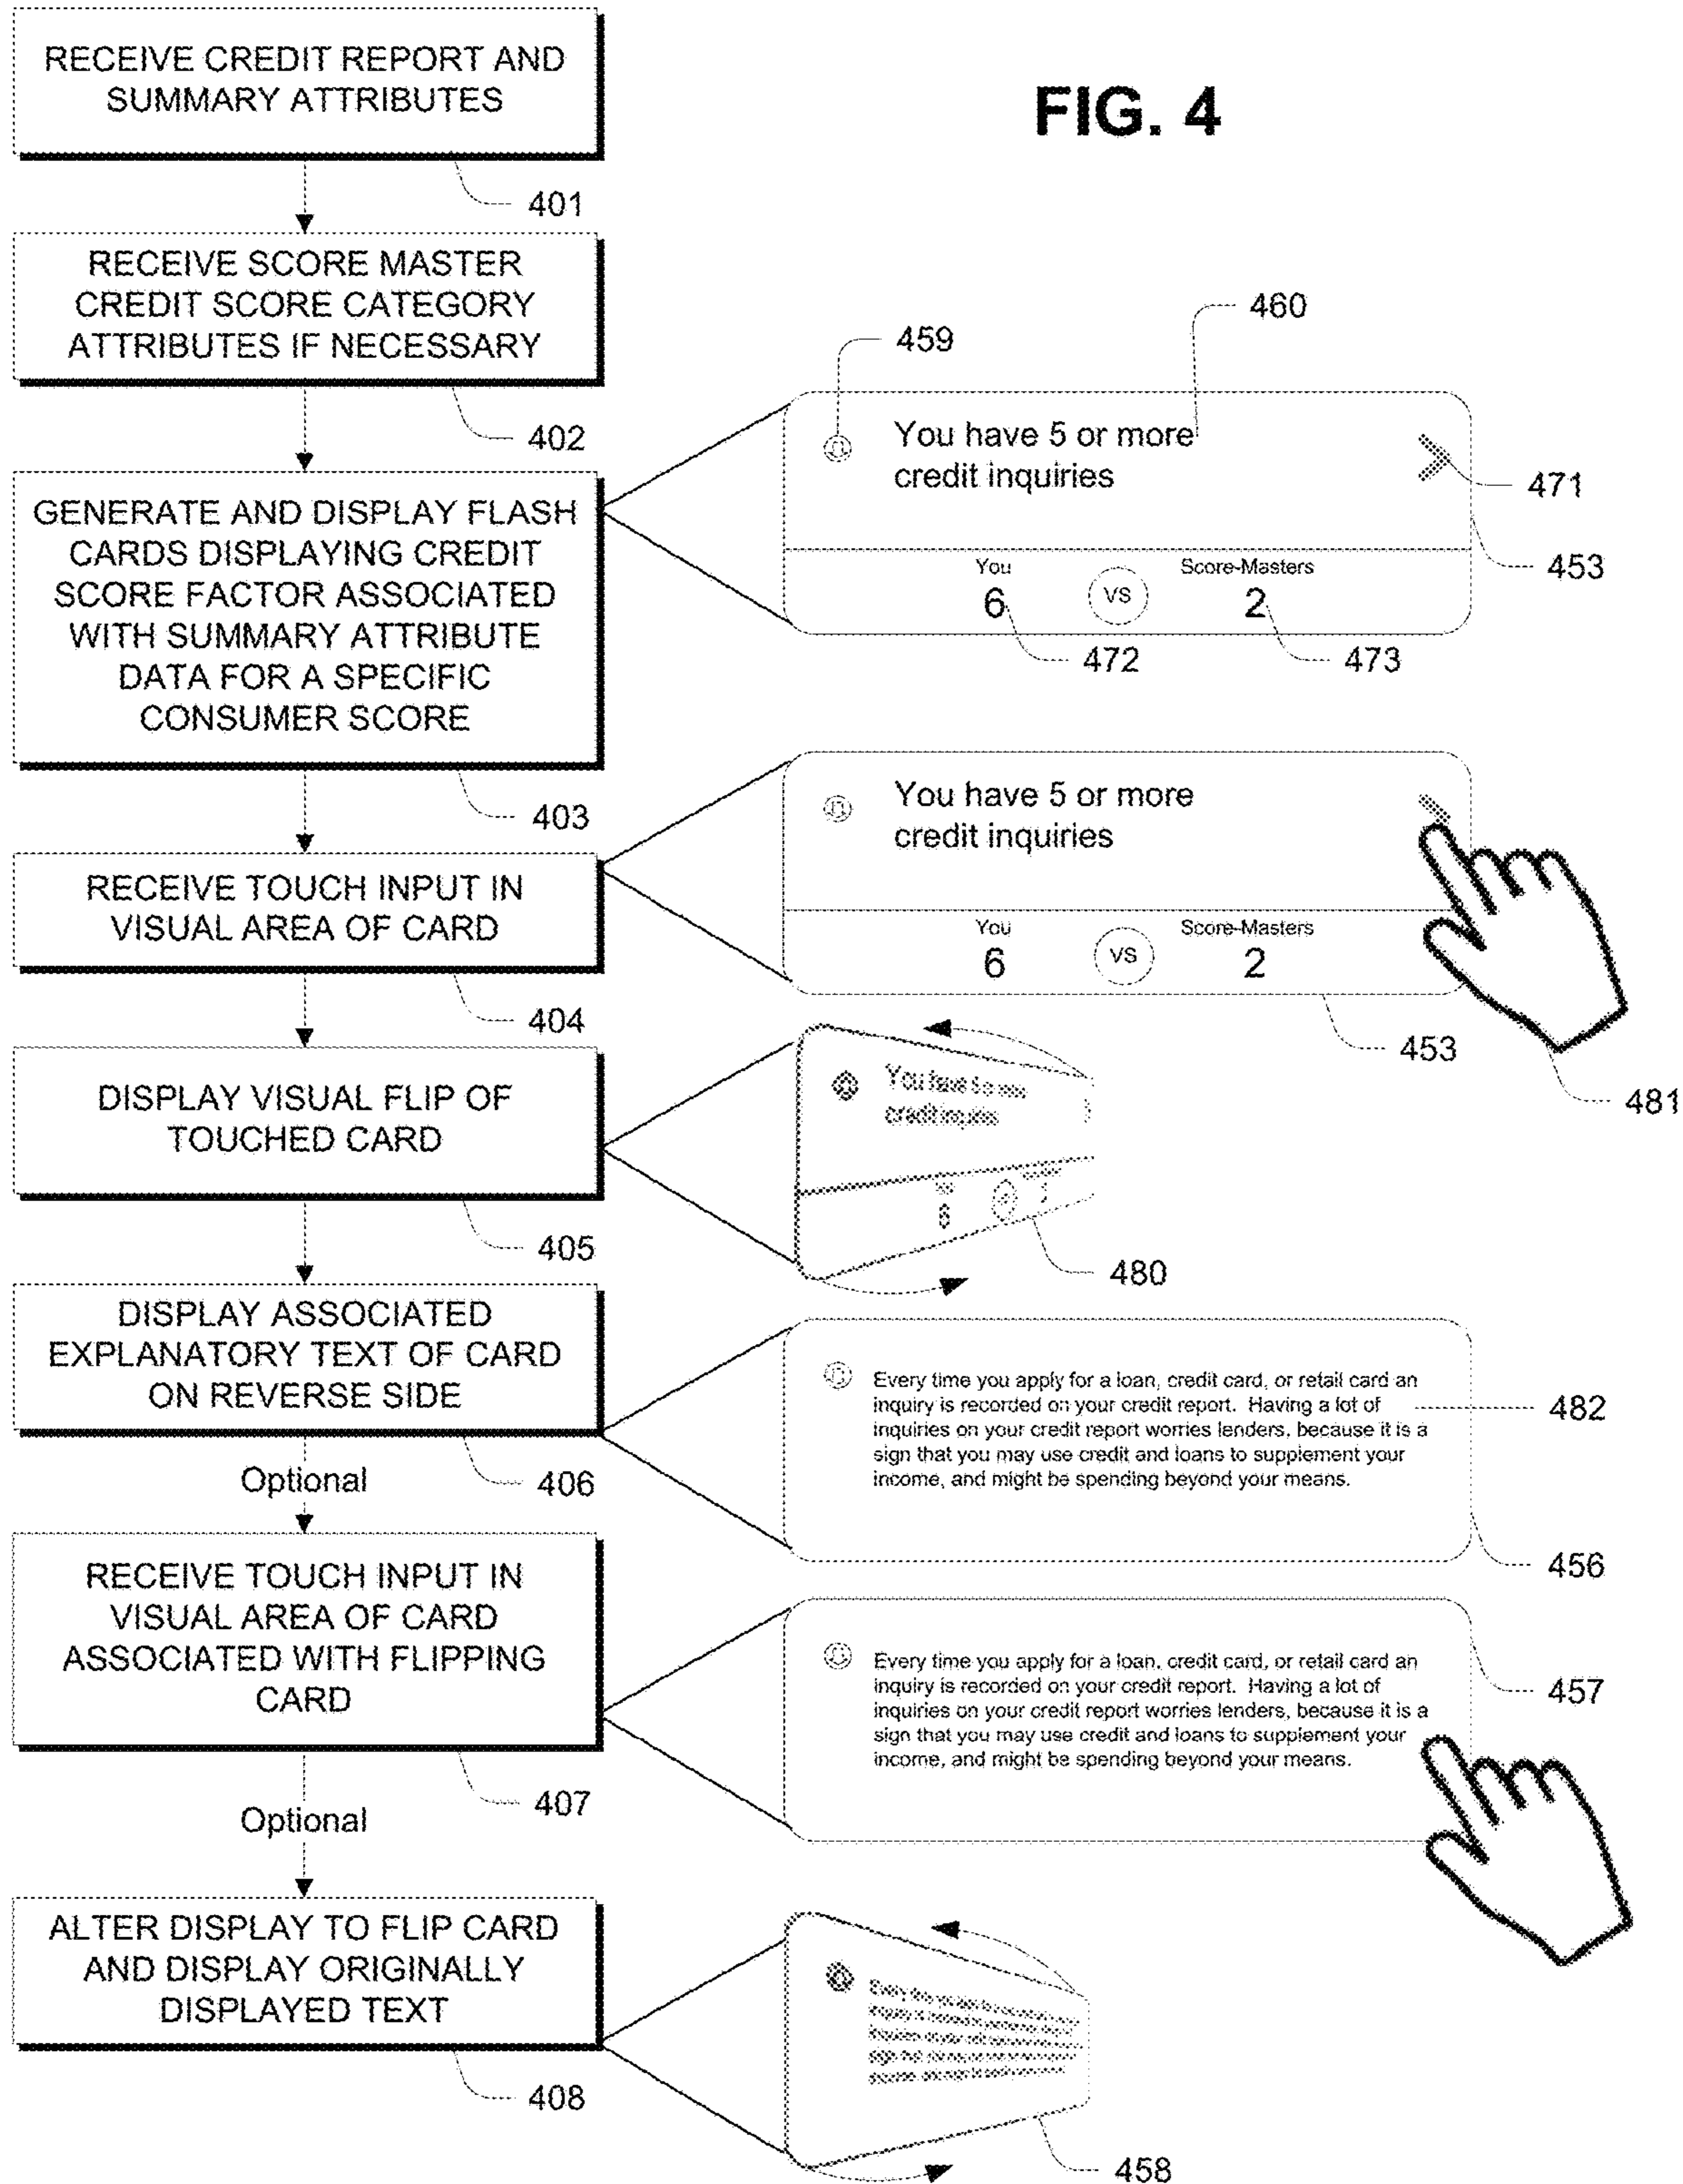 FIG. 4
RECEIVE CREDIT REPORT AND
SUMMARY ATTRIBUTES
401
RECEIVE SCORE MASTER
CREDIT SCORE CATEGORY
ATTRIBUTES IF NECESSARY
402
GENERATE AND DISPLAY FLASH
CARDS DISPLAYING CREDIT
SCORE FACTOR ASSOCIATED
WITH SUMMARY ATTRIBUTE
DATA FOR A SPECIFIC
CONSUMER SCORE
403
459
460
You have 5 or more
credit inquiries
471
453
You
VS
Score-Masters
6
2
472
473
RECEIVE TOUCH INPUT IN
VISUAL AREA OF CARD
404
You have 5 or more
credit inquiries
You
VS
Score-Masters
6
2
453
481
DISPLAY VISUAL FLIP OF
TOUCHED CARD
405
6
480
DISPLAY ASSOCIATED
EXPLANATORY TEXT OF CARD
ON REVERSE SIDE
406
Every time you apply for a loan, credit card, or retail card an
inquiry is recorded on your credit report. Having a lot of
inquiries on your credit report worries lenders, because it is a
sign that you may use credit and loans to supplement your
income, and might be spending beyond your means.
482
456
Optional
RECEIVE TOUCH INPUT IN
VISUAL AREA OF CARD
ASSOCIATED WITH FLIPPING
CARD
407
Every time you apply for a loan, credit card, or retail card an
inquiry is recorded on your credit report. Having a lot of
inquiries on your credit report worries lenders, because it is a
sign that you may use credit and loans to supplement your
income, and might be spending beyond your means.
457
Optional
ALTER DISPLAY TO FLIP CARD
AND DISPLAY ORIGINALLY
DISPLAYED TEXT
408
458